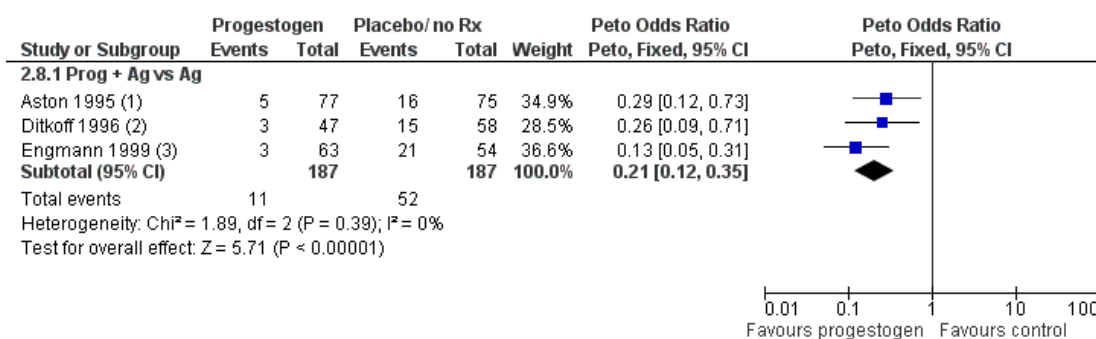 Progestogen Placebo/ no Rx Peto Odds Ratio Peto Odds Ratio
Study or Subgroup Events Total Events Total Weight Peto, Fixed, 95% CI Peto, Fixed, 95% CI
2.8.1 Prog + Ag vs Ag
Aston 1995 (1) 5 77 16 75 34.9% 0.29 [0.12, 0.73]
Ditkoff 1996 (2) 3 47 15 58 28.5% 0.26 [0.09, 0.71]
Engmann 1999 (3) 3 63 21 54 36.6% 0.13 [0.05, 0.31]
Subtotal (95% CI) 187 187 100.0% 0.21 [0.12, 0.35]
Total events 11 52
Heterogeneity: Chi² = 1.89, df = 2 (P = 0.39); I² = 0%
Test for overall effect: Z = 5.71 (P < 0.00001)
0.01 0.1 1 10 100
Favours progestogen Favours control